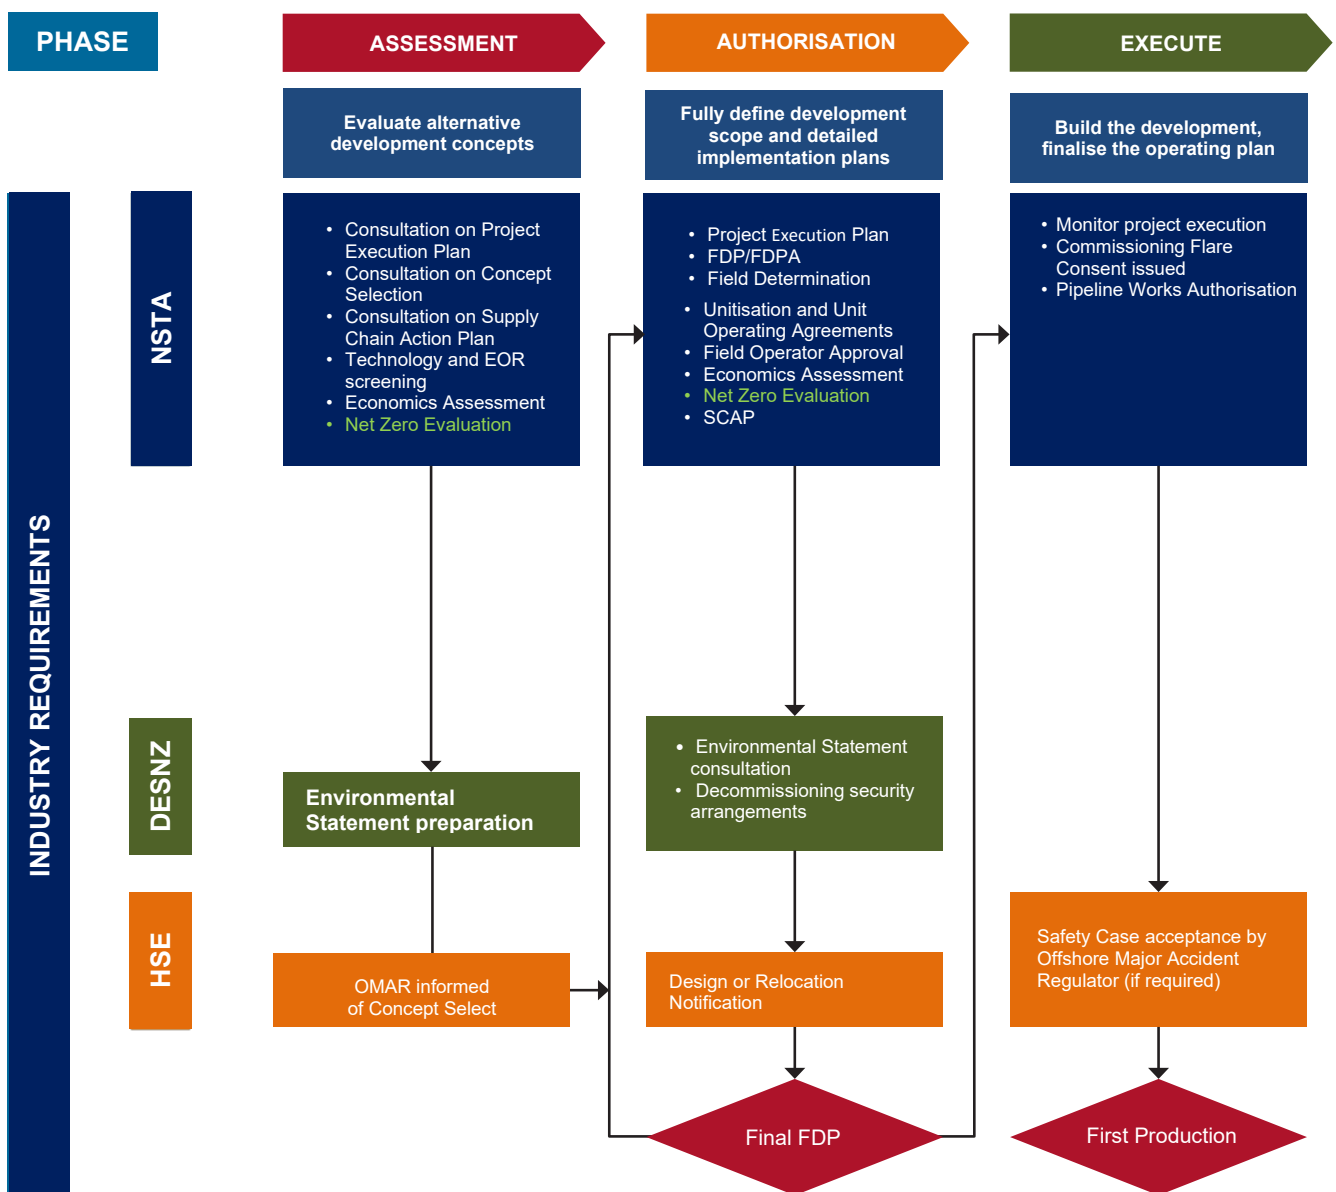 PHASE
ASSESSMENT
AUTHORISATION
EXECUTE
Evaluate alternative
development concepts
Fully define development
scope and detailed
implementation plans
Build the development,
finalise the operating plan
INDUSTRY REQUIREMENTS
NSTA
• Consultation on Project
Execution Plan
• Consultation on Concept
Selection
• Consultation on Supply
Chain Action Plan
• Technology and EOR
screening
• Economics Assessment
• Net Zero Evaluation
• Project Execution Plan
• FDP/FDPA
• Field Determination
• Unitisation and Unit
Operating Agreements
• Field Operator Approval
• Economics Assessment
• Net Zero Evaluation
• SCAP
• Monitor project execution
• Commissioning Flare
Consent issued
• Pipeline Works Authorisation
DESNZ
Environmental
Statement preparation
• Environmental Statement
consultation
• Decommissioning security
arrangements
HSE
OMAR informed
of Concept Select
Design or Relocation
Notification
Safety Case acceptance by
Offshore Major Accident
Regulator (if required)
Final FDP
First Production